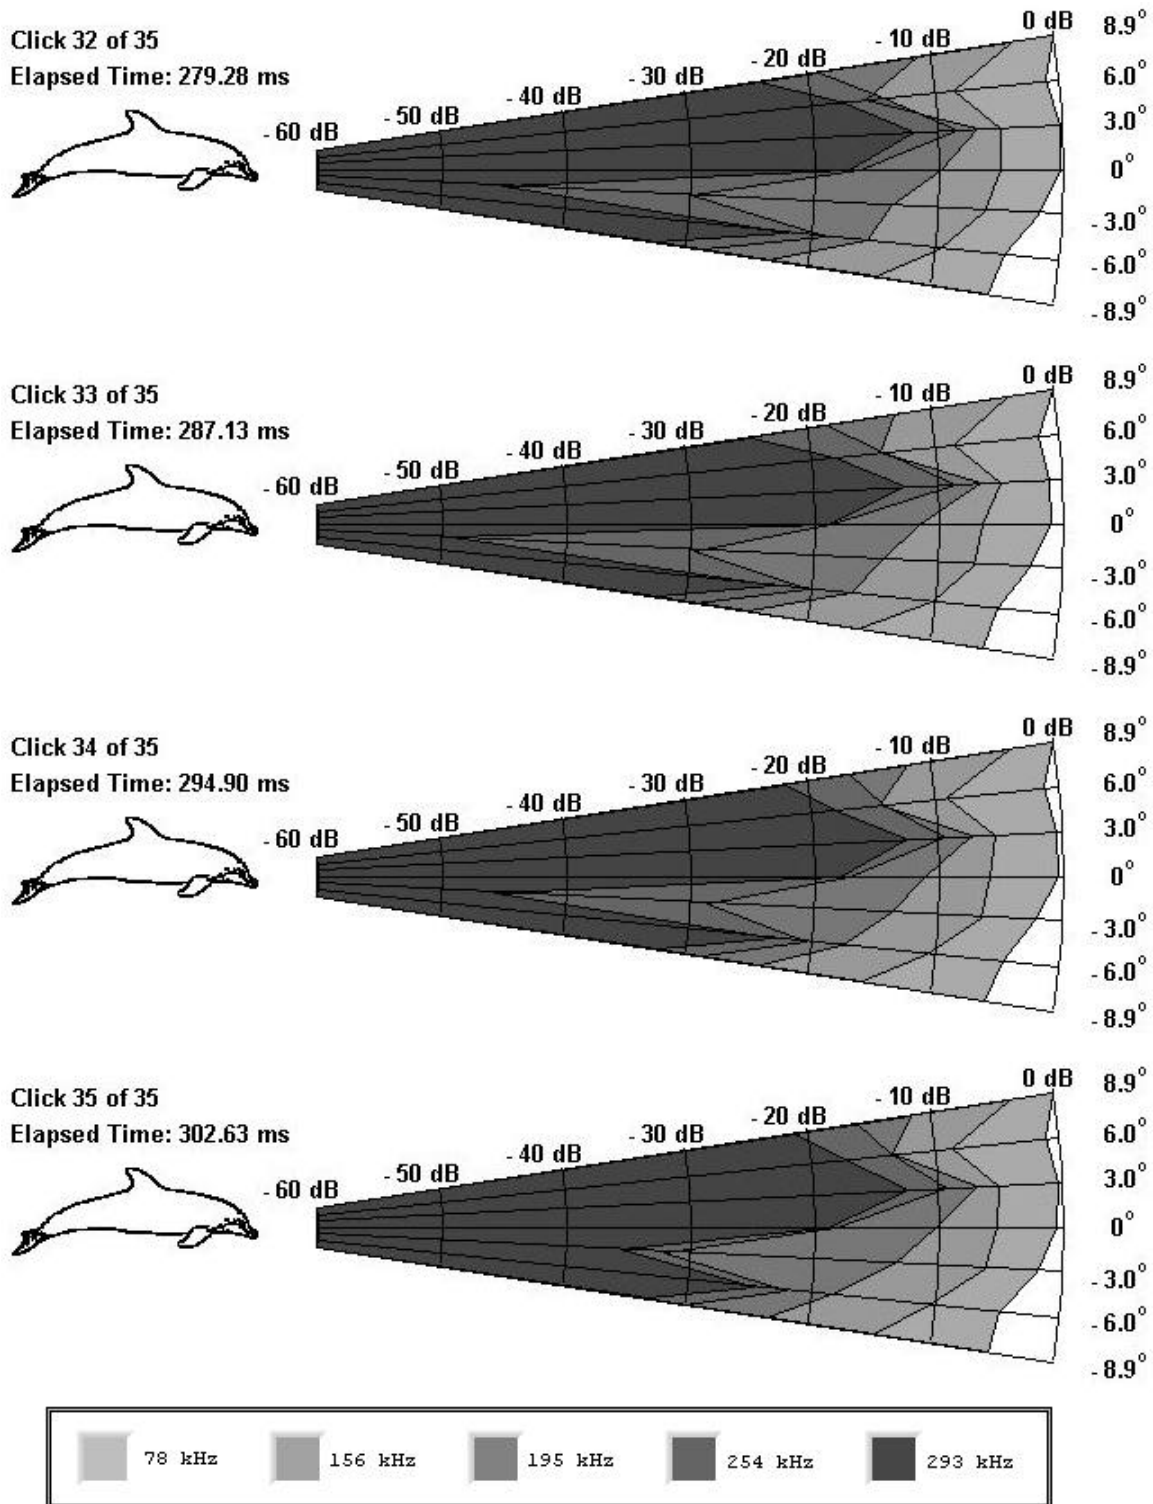 Click 32 of 35
Elapsed Time: 279.28 ms
- 60 dB
- 50 dB
- 40 dB
- 30 dB
- 20 dB
- 10 dB
0 dB
8.9°
6.0°
3.0°
0°
- 3.0°
- 6.0°
- 8.9°
Click 33 of 35
Elapsed Time: 287.13 ms
- 60 dB
- 50 dB
- 40 dB
- 30 dB
- 20 dB
- 10 dB
0 dB
8.9°
6.0°
3.0°
0°
- 3.0°
- 6.0°
- 8.9°
Click 34 of 35
Elapsed Time: 294.90 ms
- 60 dB
- 50 dB
- 40 dB
- 30 dB
- 20 dB
- 10 dB
0 dB
8.9°
6.0°
3.0°
0°
- 3.0°
- 6.0°
- 8.9°
Click 35 of 35
Elapsed Time: 302.63 ms
- 60 dB
- 50 dB
- 40 dB
- 30 dB
- 20 dB
- 10 dB
0 dB
8.9°
6.0°
3.0°
0°
- 3.0°
- 6.0°
- 8.9°
78 kHz 156 kHz 195 kHz 254 kHz 293 kHz